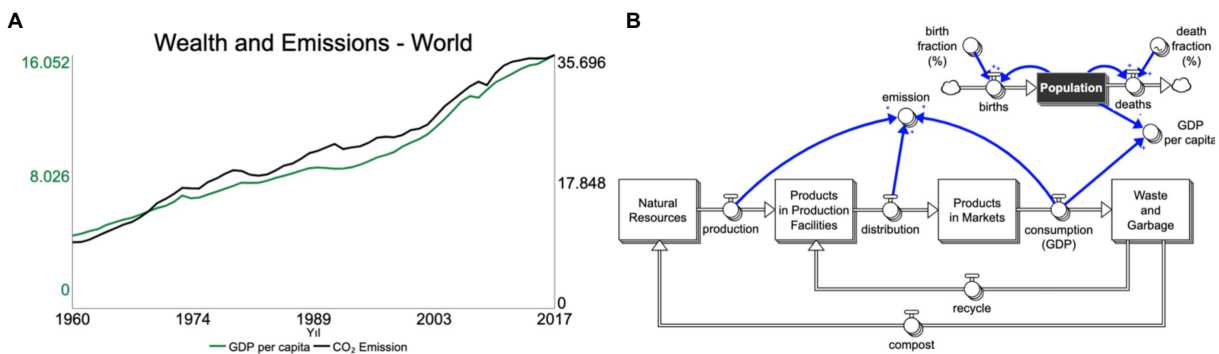 A
Wealth and Emissions - World
16.052
8.026
0
35.696
17.848
0
1960
1974
1989
2003
2017
Yıl
GDP per capita
CO₂ Emission
B
birth
fraction
(%)
death
fraction
(%)
Population
births
deaths
emission
GDP
per capita
Natural
Resources
Products
in Production
Facilities
Products
in Markets
Waste
and
Garbage
production
distribution
consumption
(GDP)
recycle
compost